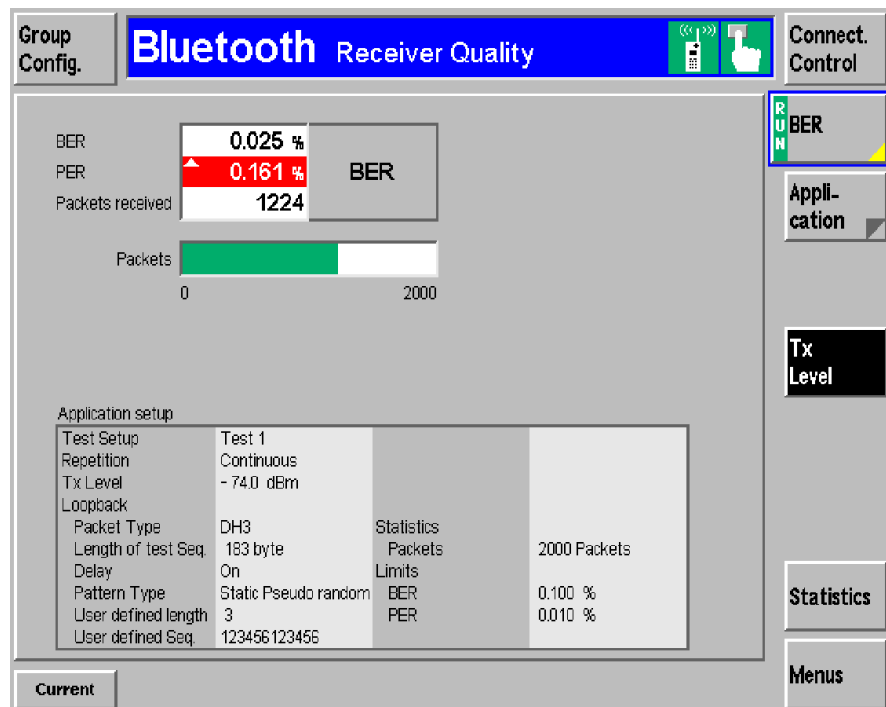 Group
Config.
Bluetooth Receiver Quality
Connect.
Control
RUN
BER
BER 0.025 %
PER 0.161 %
BER
Packets received 1224
Appli-
cation
Packets
0 2000
Tx
Level
Application setup
Test Setup Test 1
Repetition Continuous
Tx Level - 74.0 dBm
Loopback
Packet Type DH3 Statistics
Length of test Seq. 183 byte Packets 2000 Packets
Delay On Limits
Pattern Type Static Pseudo random BER 0.100 %
User defined length 3 PER 0.010 %
User defined Seq. 123456123456
Statistics
Menus
Current